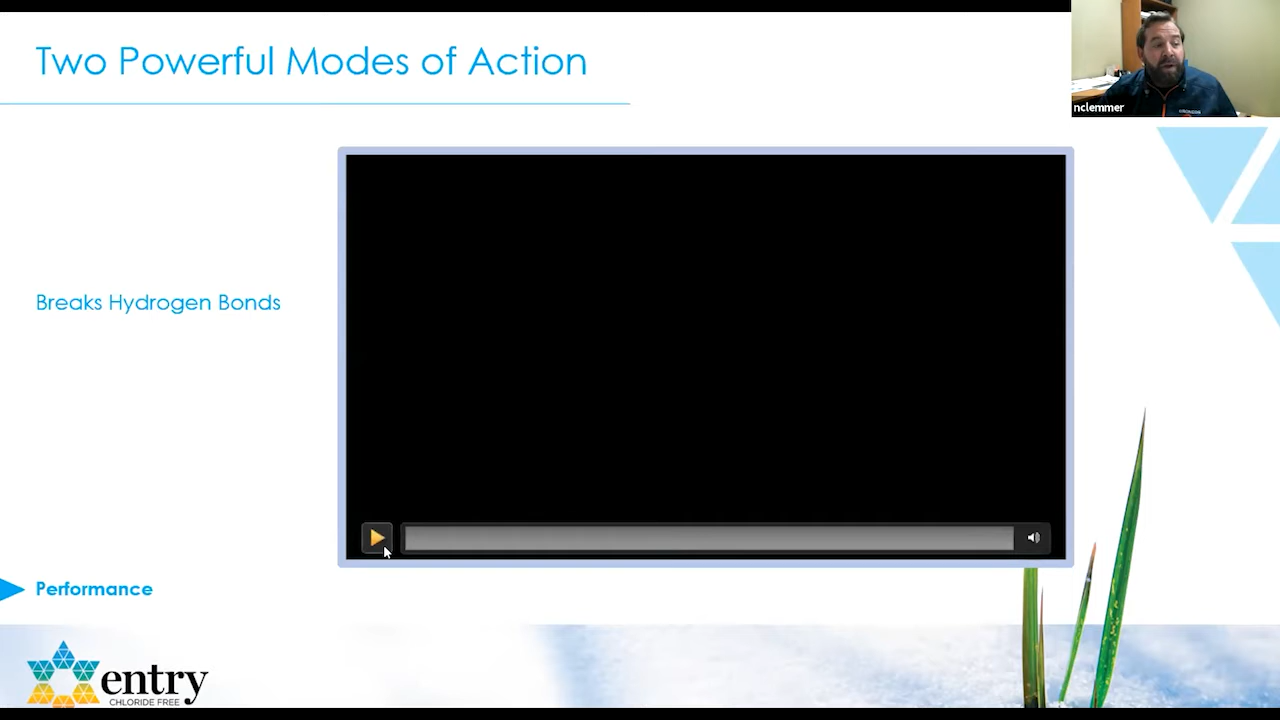 Two Powerful Modes of Action
nclemmer
Breaks Hydrogen Bonds
Performance
entry
CHLORIDE FREE